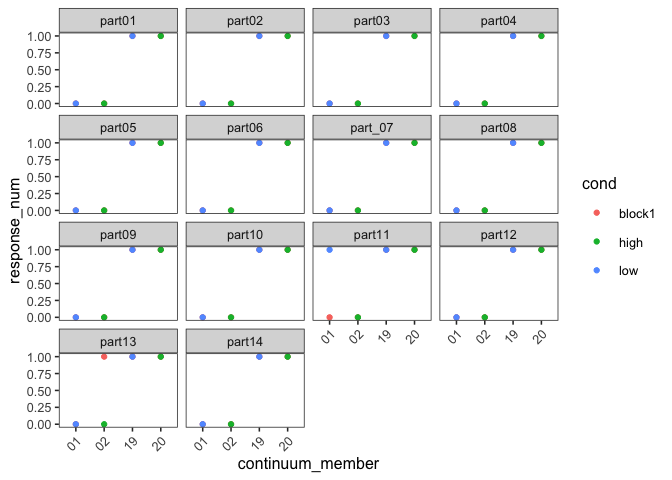 part01 part02 part03 part04
1.00
0.75
0.50
0.25
0.00
part05 part06 part_07 part08
1.00
0.75
0.50
0.25
0.00
part09 part10 part11 part12
1.00
0.75
0.50
0.25
0.00
01 02 19 20 01 02 19 20
part13 part14
1.00
0.75
0.50
0.25
0.00
01 02 19 20 01 02 19 20
continuum_member
response_num
cond
block1
high
low